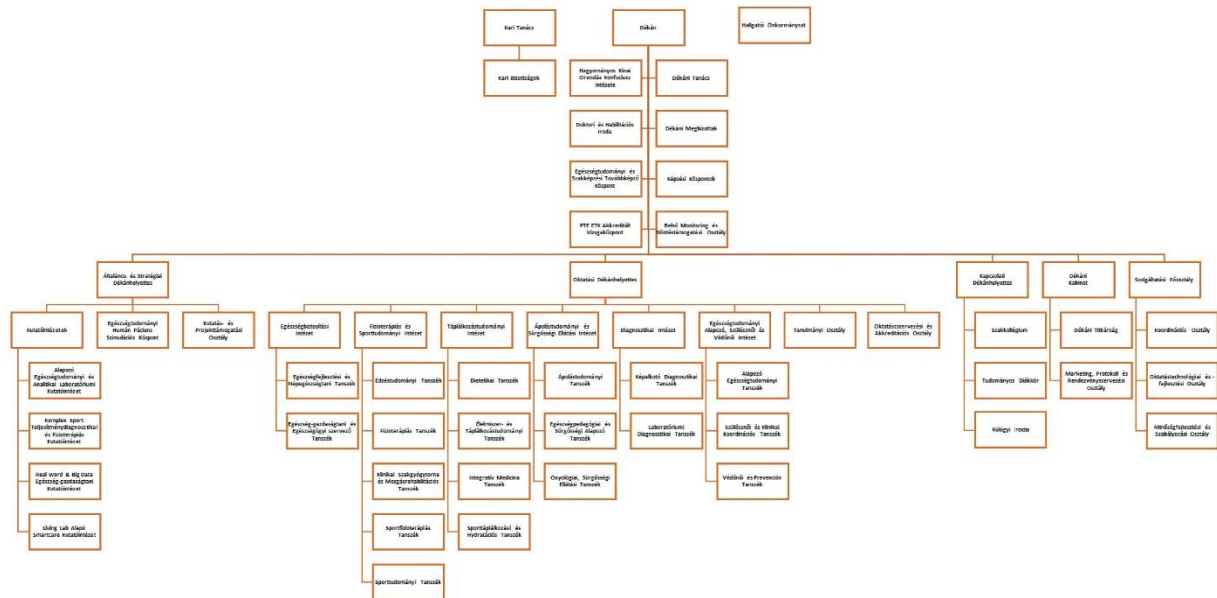 Kari Tanács
Dékán
Hallgatói Önkormányzat
Kari Bizottságok
Hagyományos Kínai
Orvoslás Konfuciusz
Intézete
Dékáni Tanács
Doktori és Habilitációs
Iroda
Dékáni Megbízottak
Egészségtudományi és
Szakképzési Továbbképző
Központ
Képzési Központok
PTE ETK Akkreditált
Vizsgaközpont
Belső Monitoring és
Döntéstámogatási Osztály
Általános és Stratégiai
Dékánhelyettes
Oktatási Dékánhelyettes
Kapcsolati
Dékánhelyettes
Dékáni
Kabinet
Szolgáltatási Főosztály
Kutatóintézetek
Egészségtudományi
Humán Páciens
Szimulációs Központ
Kutatás- és
Projekttámogatási
Osztály
Egészségbiztosítási
Intézet
Fizioterápiás és
Sporttudományi Intézet
Táplálkozástudományi
Intézet
Ápolástudományi és
Sürgősségi Ellátási Intézet
Diagnosztikai Intézet
Egészségtudományi
Alapozó, Szülésznői és
Védőnői Intézet
Tanulmányi Osztály
Oktatásszervezési és
Akkreditációs Osztály
Szakkollégium
Dékáni Titkárság
Koordinációs Osztály
Alapozó
Egészségtudományi és
Analitikai Laboratóriumi
Kutatóintézet
Egészségfejlesztési és
Népegészségtani Tanszék
Edzéstudományi Tanszék
Dietetikai Tanszék
Ápolástudományi
Tanszék
Képalkotó Diagnosztikai
Tanszék
Alapozó
Egészségtudományi Tanszék
Tudományos Diákkör
Marketing, Protokoll és
Rendezvényszervezési
Osztály
Oktatástechnológiai és -
fejlesztési Osztály
Komplex Sport
Teljesítménydiagnosztikai
és Fizioterápiás
Kutatóintézet
Egészség-gazdaságtani és
Egészségügyi szervező
Tanszék
Fizioterápiás Tanszék
Élelmiszer- és
Táplálkozástudományi
Tanszék
Egészségpedagógiai és
Sürgősségi Alapozó
Tanszék
Laboratóriumi
Diagnosztikai Tanszék
Szülésznői és Klinikai
Koordinációs Tanszék
Külügyi Iroda
Minőségfejlesztési és
Szabályozási Osztály
Real Word & Big Data
Egészség-gazdaságtani
Kutatóintézet
Klinikai Szakgyógytorna
és Mozgásrehabilitációs
Tanszék
Integratív Medicina
Tanszék
Oxyológiai, Sürgősségi
Ellátási Tanszék
Védőnői és Prevenciós
Tanszék
Living Lab Alapú
Smartcare Kutatóintézet
Sportfizioterápiás
Tanszék
Sporttáplálkozási és
Hydratációs Tanszék
Sporttudományi Tanszék